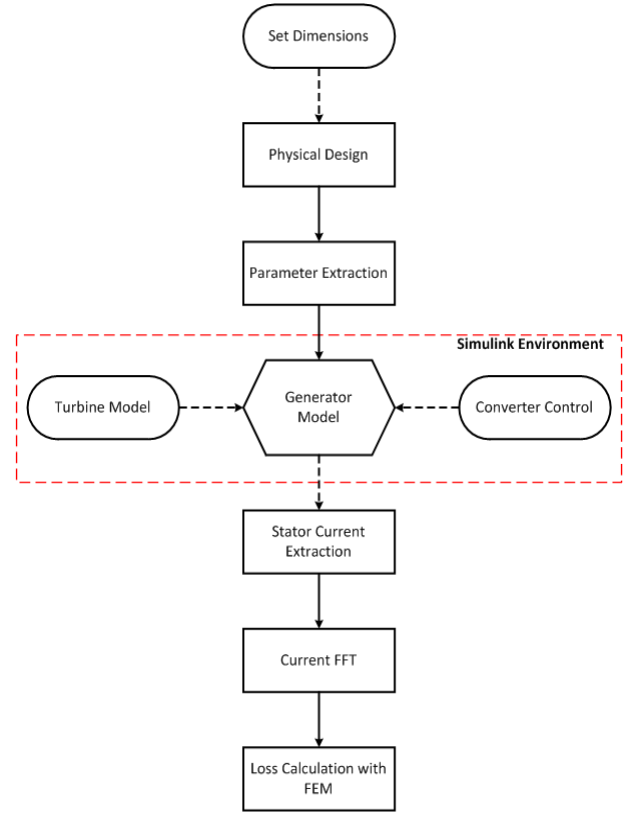 Set Dimensions
Physical Design
Parameter Extraction
Simulink Environment
Turbine Model
Generator
Model
Converter Control
Stator Current
Extraction
Current FFT
Loss Calculation with
FEM